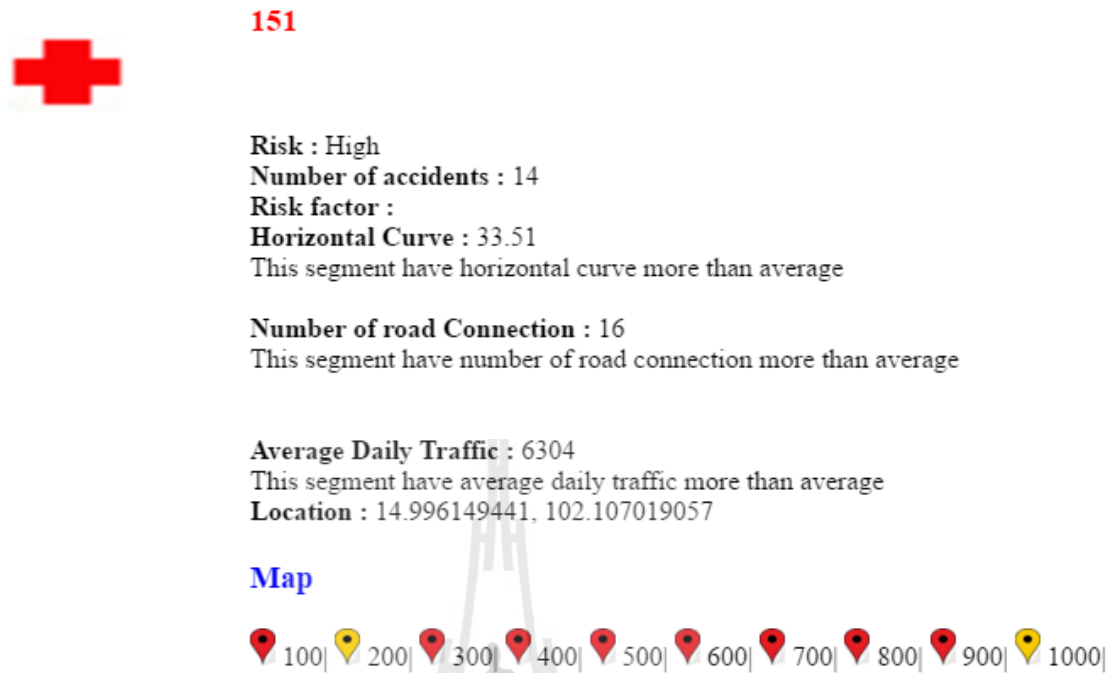 151
Risk : High
Number of accidents : 14
Risk factor :
Horizontal Curve : 33.51
This segment have horizontal curve more than average
Number of road Connection : 16
This segment have number of road connection more than average
Average Daily Traffic : 6304
This segment have average daily traffic more than average
Location : 14.996149441, 102.107019057
Map
100| 200| 300| 400| 500| 600| 700| 800| 900| 1000|